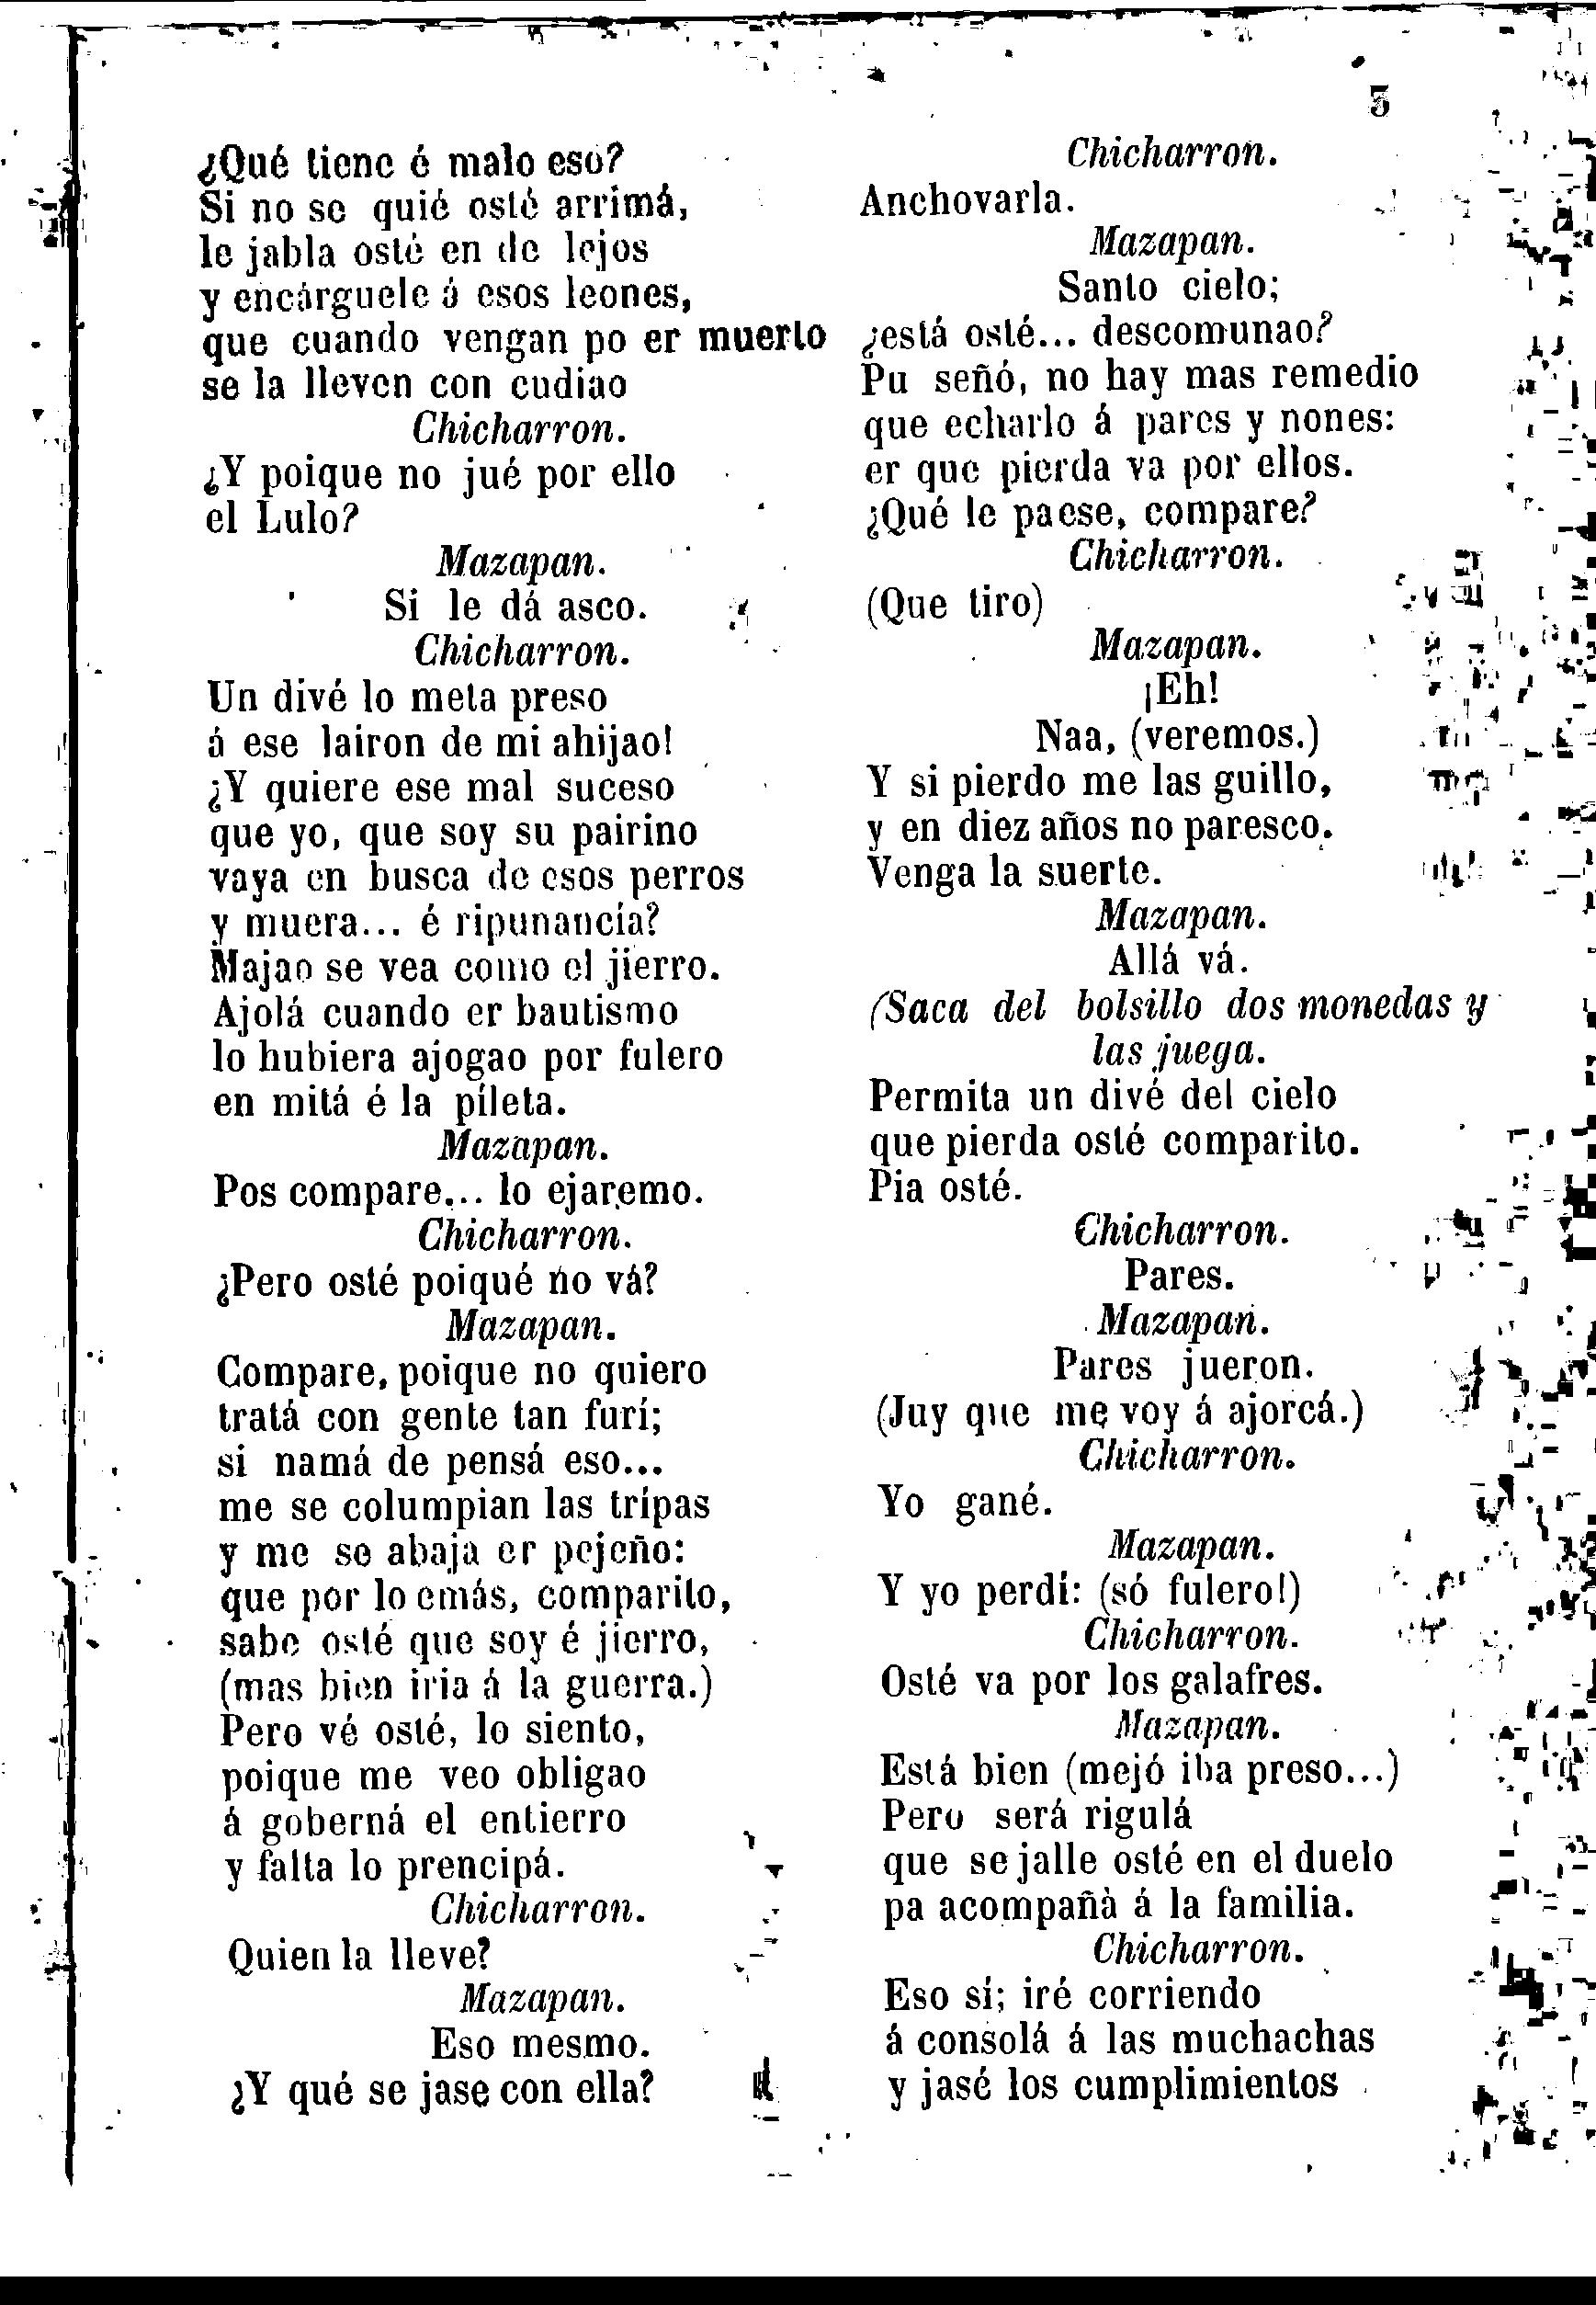 3
¿Qué tiene é malo eso?
Si no se quié osté arrimá,
le jabla osté en de lejos
y encárguele á esos leones,
que cuando vengan po er muerto
se la lleven con cudiao
Chicharron.
¿Y poique no jué por ello
el Lulo?
Mazapan.
Si le dá asco.
Chicharron.
Un divé lo meta preso
á ese lairon de mi ahijao!
¿Y quiere ese mal suceso
que yo, que soy su pairino
vaya en busca de esos perros
y muera... é ripunancía?
Majao se vea como el jierro.
Ajolá cuando er bautismo
lo hubiera ajogao por fulero
en mitá é la píleta.
Mazapan.
Pos compare... lo ejaremo.
Chicharron.
¿Pero osté poiqué no vá?
Mazapan.
Compare, poique no quiero
tratá con gente tan furí;
si namá de pensá eso...
me se columpian las trípas
y me se abaja er pejeño:
que por lo emás, comparito,
sabe osté que soy é jierro,
(mas bien iria á la guerra.)
Pero vé osté, lo siento,
poique me veo obligao
á goberná el entierro
y falta lo prencipá.
Chicharron.
Quien la lleve?
Mazapan.
Eso mesmo.
¿Y qué se jase con ella?
Chicharron.
Anchovarla.
Mazapan.
Santo cielo;
¿está osté... descomunao?
Pu señó, no hay mas remedio
que echarlo á pares y nones:
er que pierda va por ellos.
¿Qué le paese, compare?
Chicharron.
(Que tiro)
Mazapan.
¡Eh!
Naa, (veremos.)
Y si pierdo me las guillo,
y en diez años no paresco.
Venga la suerte.
Mazapan.
Allá vá.
(Saca del bolsillo dos monedas y
las juega.
Permita un divé del cielo
que pierda osté comparito.
Pia osté.
Chicharron.
Pares.
Mazapan.
Pares jueron.
(Juy que me voy á ajorcá.)
Chicharron.
Yo gané.
Mazapan.
Y yo perdí: (só fulero!)
Chicharron.
Osté va por los galafres.
Mazapan.
Está bien (mejó iba preso...)
Pero será rigulá
que se jalle osté en el duelo
pa acompañà á la familia.
Chicharron.
Eso sí; iré corriendo
á consolá á las muchachas
y jasé los cumplimientos